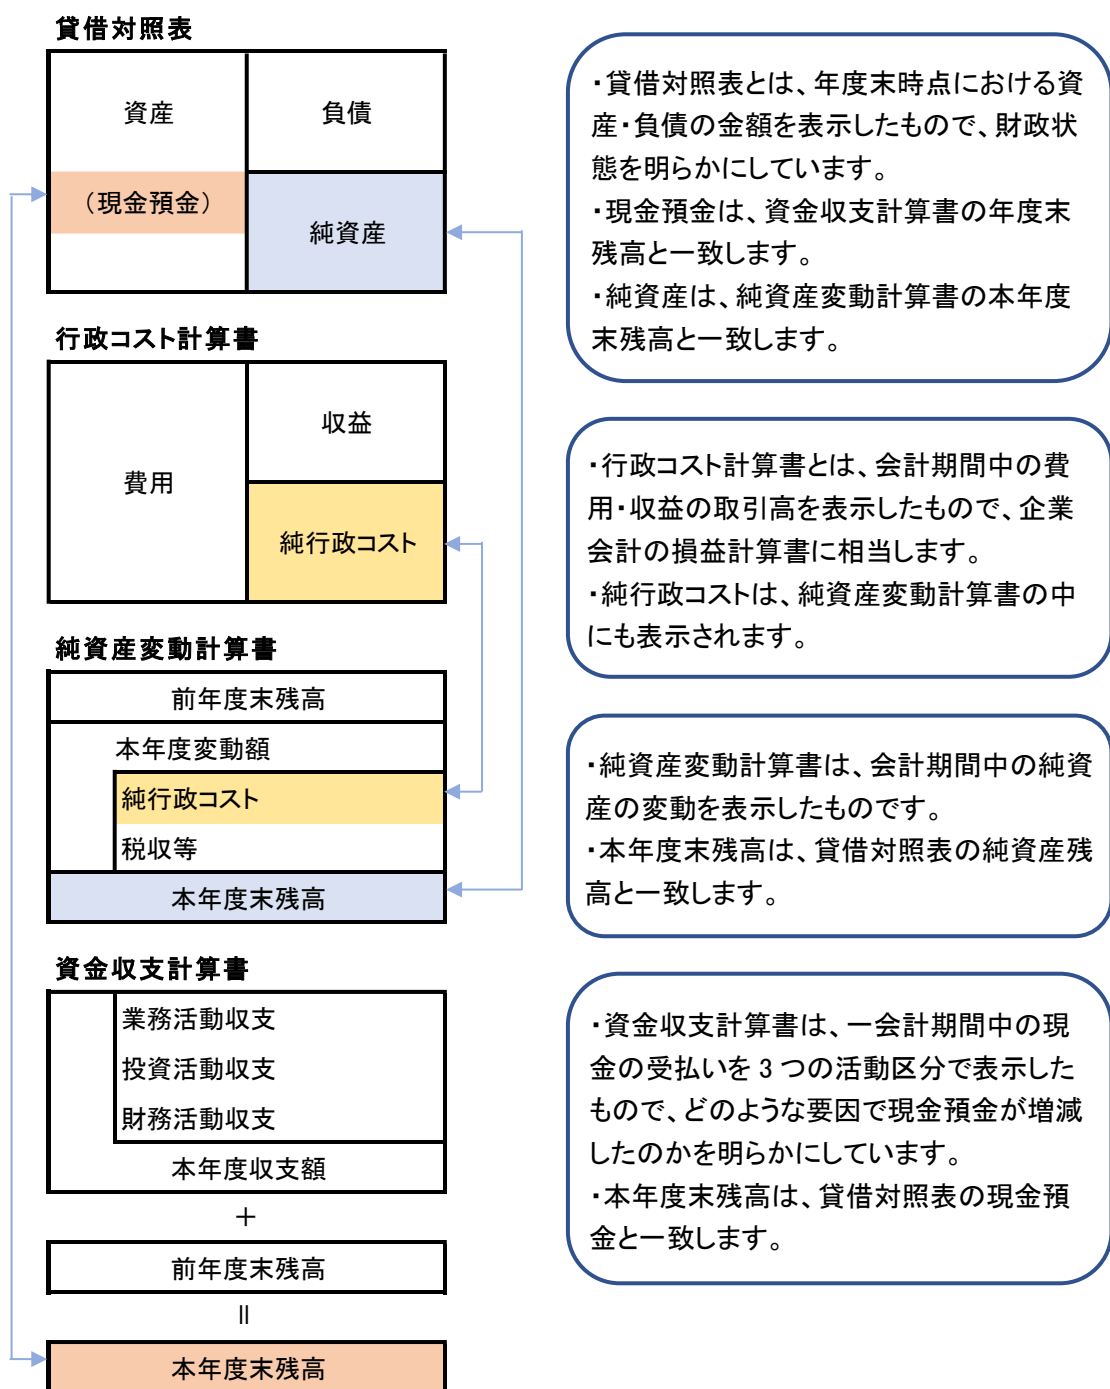 貸借対照表
資産
負債
（現金預金）
純資産
・貸借対照表とは、年度末時点における資
産・負債の金額を表示したもので、財政状
態を明らかにしています。
・現金預金は、資金収支計算書の年度末
残高と一致します。
・純資産は、純資産変動計算書の本年度
末残高と一致します。
行政コスト計算書
費用
収益
純行政コスト
・行政コスト計算書とは、会計期間中の費
用・収益の取引高を表示したもので、企業
会計の損益計算書に相当します。
・純行政コストは、純資産変動計算書の中
にも表示されます。
純資産変動計算書
前年度末残高
本年度変動額
純行政コスト
税収等
本年度末残高
・純資産変動計算書は、会計期間中の純資
産の変動を表示したものです。
・本年度末残高は、貸借対照表の純資産残
高と一致します。
資金収支計算書
業務活動収支
投資活動収支
財務活動収支
本年度収支額
＋
前年度末残高
＝
本年度末残高
・資金収支計算書は、一会計期間中の現
金の受払いを 3 つの活動区分で表示した
もので、どのような要因で現金預金が増減
したのかを明らかにしています。
・本年度末残高は、貸借対照表の現金預
金と一致します。